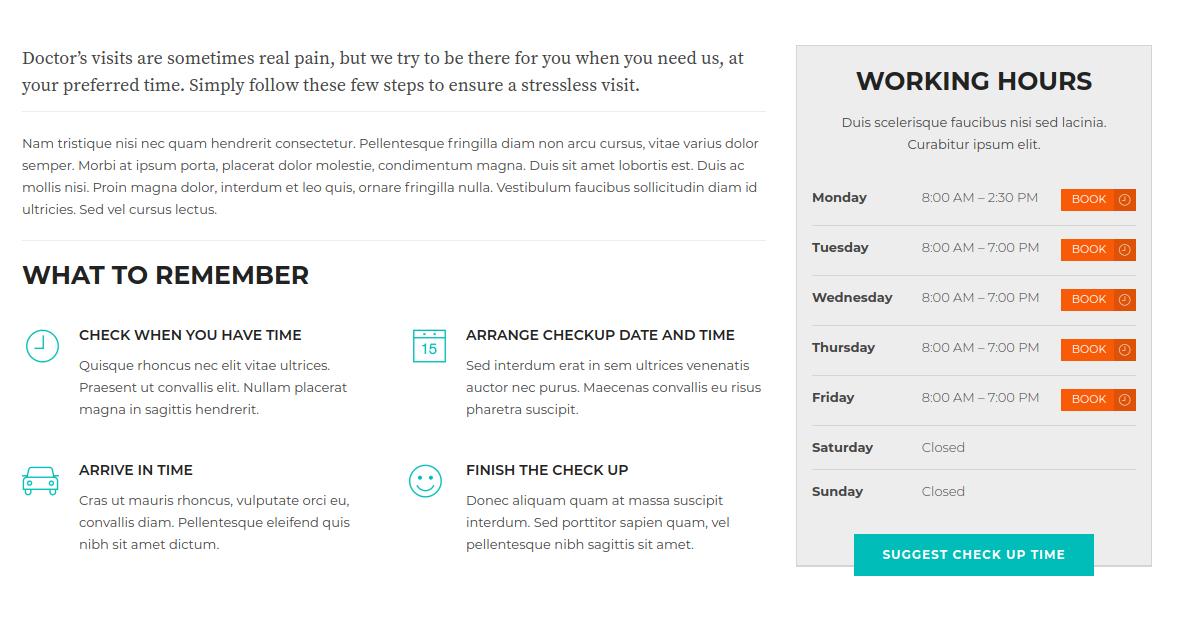 Doctor’s visits are sometimes real pain, but we try to be there for you when you need us, at
your preferred time. Simply follow these few steps to ensure a stressless visit.
Nam tristique nisi nec quam hendrerit consectetur. Pellentesque fringilla diam non arcu cursus, vitae varius dolor
semper. Morbi at ipsum porta, placerat dolor molestie, condimentum magna. Duis sit amet lobortis est. Duis ac
mollis nisi. Proin magna dolor, interdum et leo quis, ornare fringilla nulla. Vestibulum faucibus sollicitudin diam id
ultricies. Sed vel cursus lectus.
WHAT TO REMEMBER
CHECK WHEN YOU HAVE TIME
Quisque rhoncus nec elit vitae ultrices.
Praesent ut convallis elit. Nullam placerat
magna in sagittis hendrerit.
15
ARRANGE CHECKUP DATE AND TIME
Sed interdum erat in sem ultrices venenatis
auctor nec purus. Maecenas convallis eu risus
pharetra suscipit.
ARRIVE IN TIME
Cras ut mauris rhoncus, vulputate orci eu,
convallis diam. Pellentesque eleifend quis
nibh sit amet dictum.
FINISH THE CHECK UP
Donec aliquam quam at massa suscipit
interdum. Sed porttitor sapien quam, vel
pellentesque nibh sagittis sit amet.
WORKING HOURS
Duis scelerisque faucibus nisi sed lacinia.
Curabitur ipsum elit.
Monday 8:00 AM – 2:30 PM BOOK
Tuesday 8:00 AM – 7:00 PM BOOK
Wednesday 8:00 AM – 7:00 PM BOOK
Thursday 8:00 AM – 7:00 PM BOOK
Friday 8:00 AM – 7:00 PM BOOK
Saturday Closed
Sunday Closed
SUGGEST CHECK UP TIME